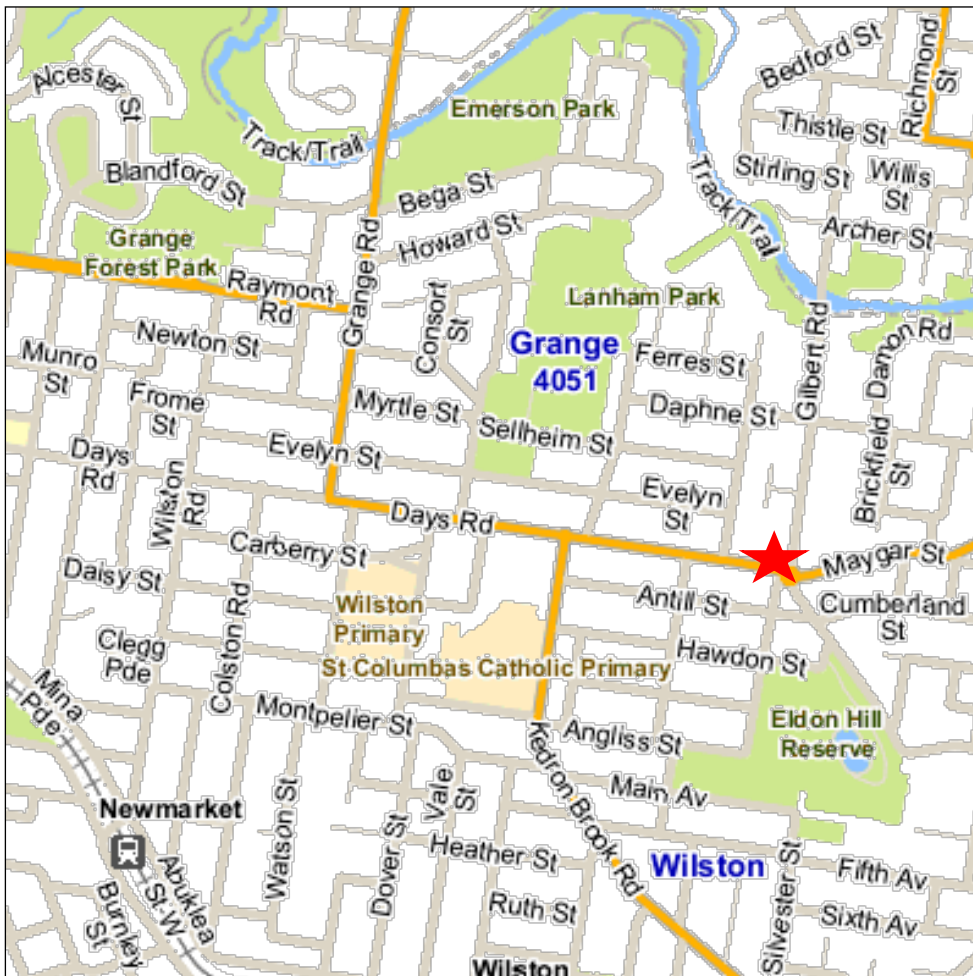 Alcester St
Bedford St
Richmond
St
Emerson Park
Thistle St
Track/Trail
Blandford St
Bega St
Track/Trail
Stirling St
Willis
St
Howard St
Archer St
Grange
Forest Park
Grange Rd
Raymont
Rd
Lanham Park
Consort
St
Gilbert Rd
Damon Rd
Newton St
Grange
4051
Munro
St
Ferres St
Frome
St
Myrtle St
Daphne St
Sellheim St
Brickfield
St
Days
Rd
Evelyn St
Wilston
Rd
Evelyn
St
Days Rd
Carberry St
Maygar St
Daisy St
Antill St
Cumberland
St
Wilston
Primary
Colston Rd
Clegg
Pde
Hawdon St
St Columbas Catholic Primary
Mina
Pde
Montpelier St
Angliss St
Eldon Hill
Reserve
Kedron Brook Rd
Vale
St
Main Av
Newmarket
Watson St
Dover St
Heather St
Wilston
Silvester St
Fifth Av
Abuklea
St-W
Burnley
St
Ruth St
Sixth Av
Wilston